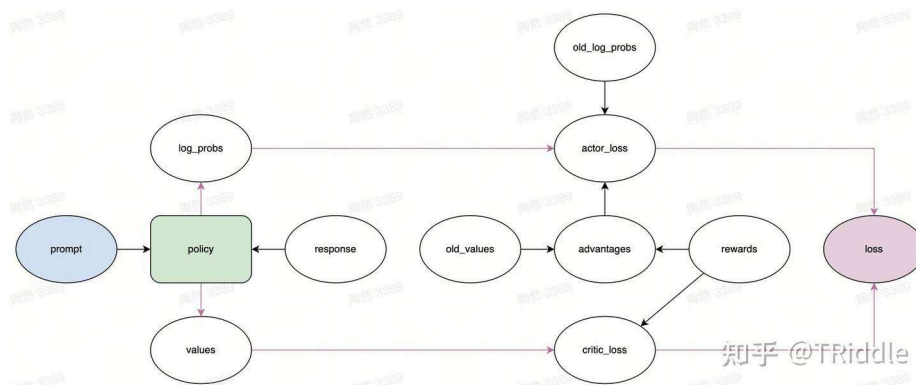 old_log_probs
log_probs
actor_loss
prompt
policy
response
old_values
advantages
rewards
loss
values
critic_loss
知乎 @TRiddle